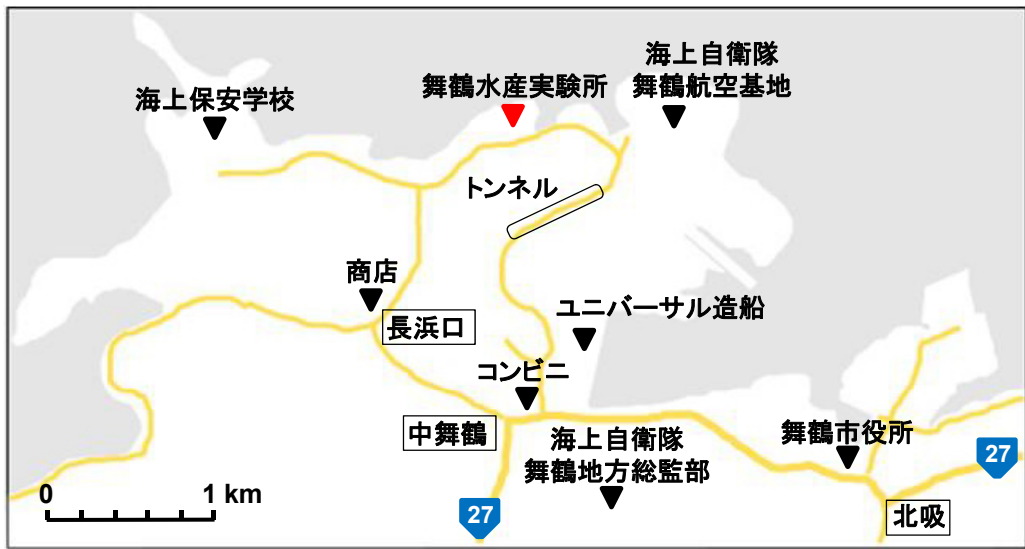 海上自衛隊
舞鶴航空基地
舞鶴水産実験所
海上保安学校
トンネル
商店
ユニバーサル造船
長浜口
コンビニ
中舞鶴
海上自衛隊
舞鶴地方総監部
舞鶴市役所
27
0 1 km
27
北吸